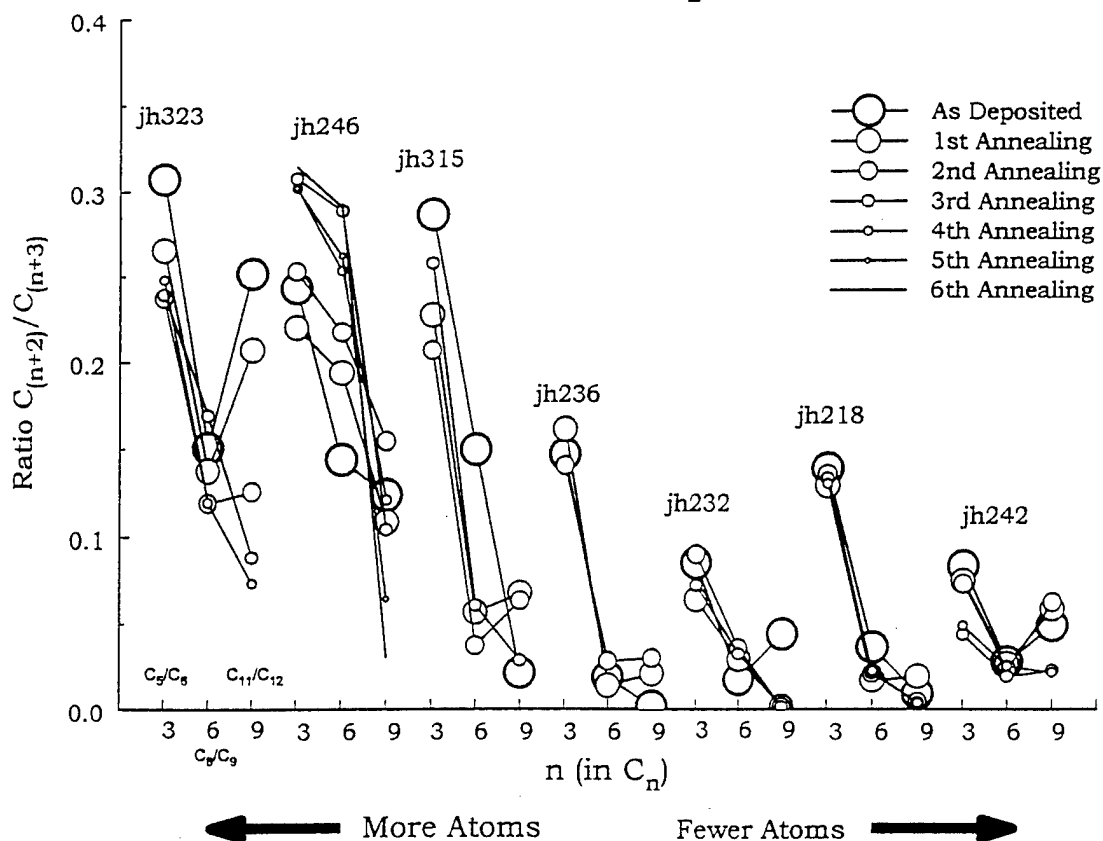 0.4
0.3
0.2
0.1
0.0
Ratio C(n+2)/C(n+3)
jh323
jh246
jh315
jh236
jh232
jh218
jh242
As Deposited
1st Annealing
2nd Annealing
3rd Annealing
4th Annealing
5th Annealing
6th Annealing
C5/C6
C11/C12
3 6 9 3 6 9 3 6 9 3 6 9 3 6 9 3 6 9 3 6 9
C8/C9
n (in Cn)
More Atoms
Fewer Atoms